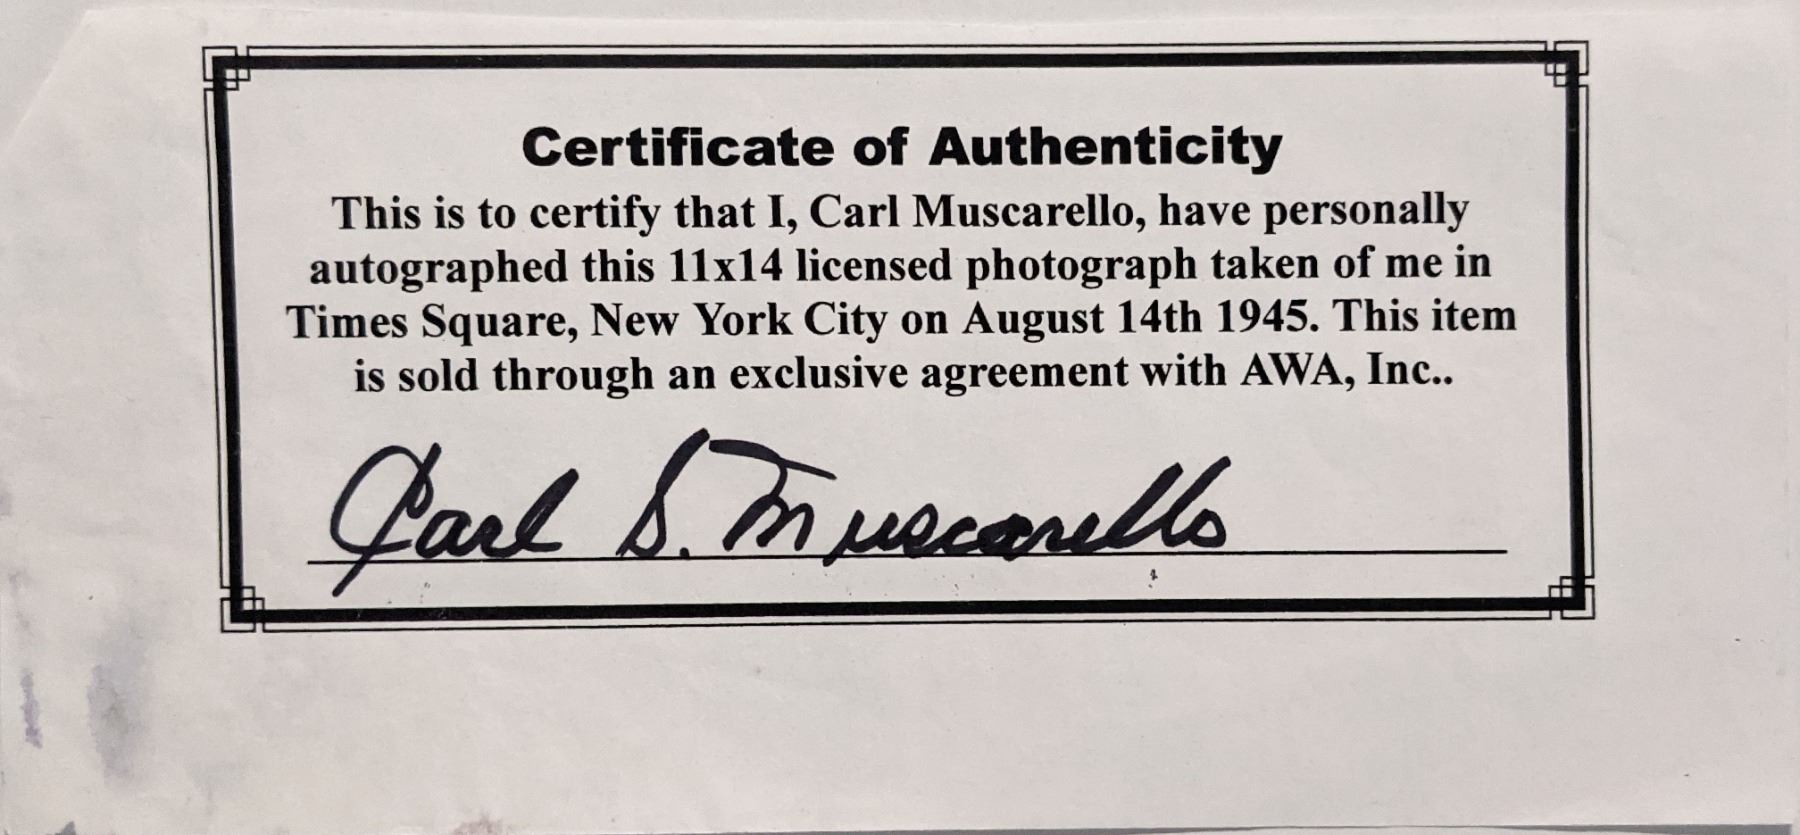 Certificate of Authenticity
This is to certify that I, Carl Muscarello, have personally
autographed this 11x14 licensed photograph taken of me in
Times Square, New York City on August 14th 1945. This item
is sold through an exclusive agreement with AWA, Inc..
Carl S. Muscarello